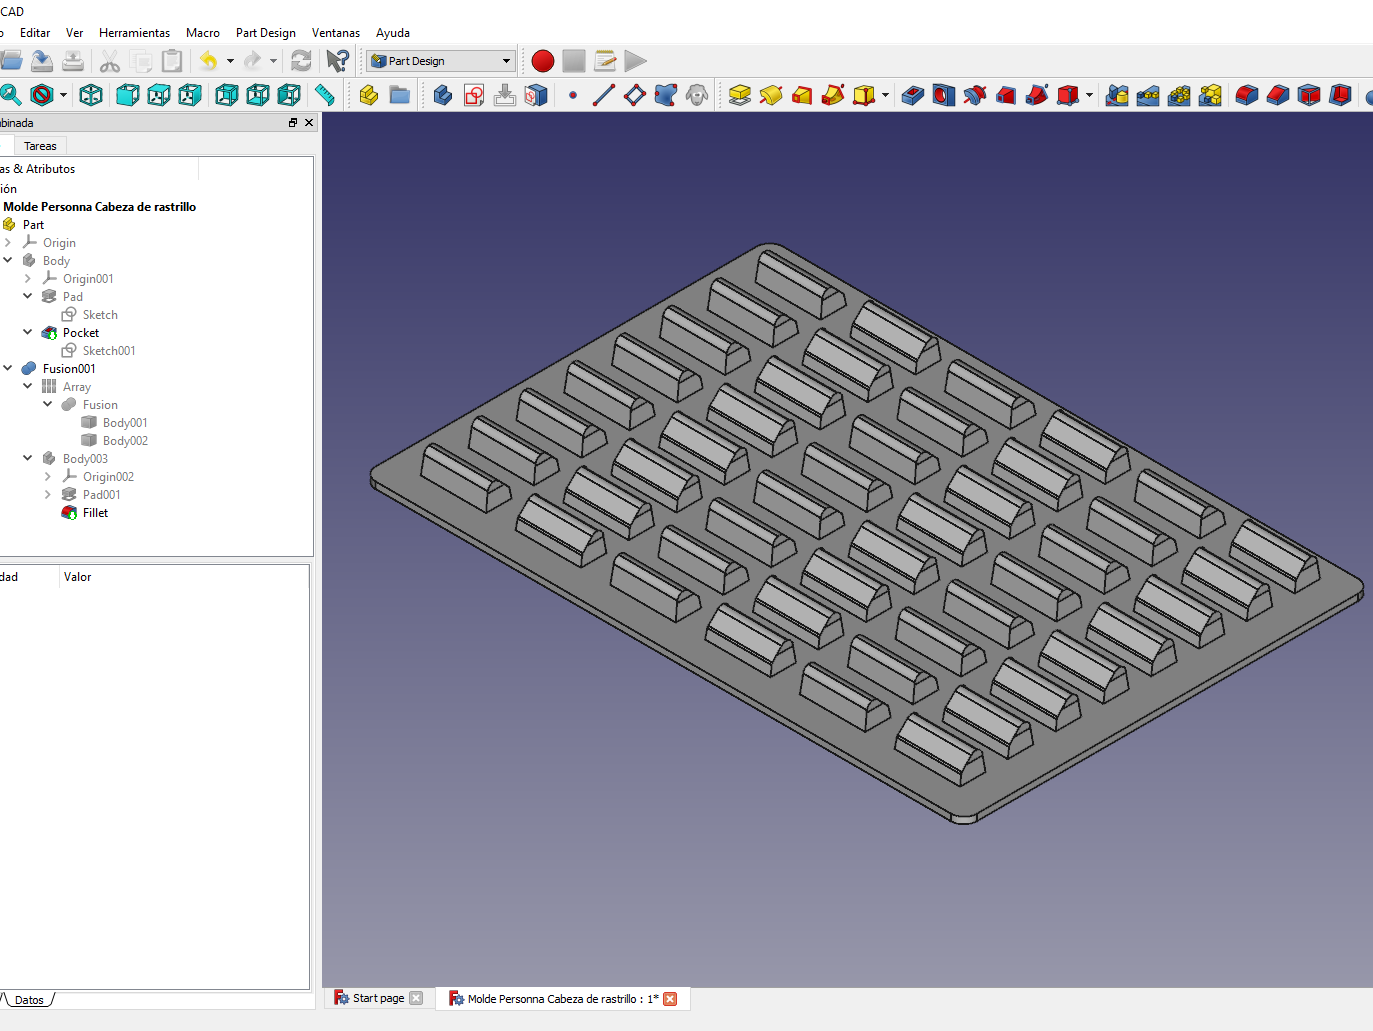 CAD
o Editar Ver Herramientas Macro Part Design Ventanas Ayuda
Part Design
nbinada
Tareas
as & Atributos
ión
Molde Personna Cabeza de rastrillo
Part
Origin
Body
Origin001
Pad
Sketch
Pocket
Sketch001
Fusion001
Array
Fusion
Body001
Body002
Body003
Origin002
Pad001
Fillet
dad Valor
Datos
Start page
Molde Personna Cabeza de rastrillo : 1*